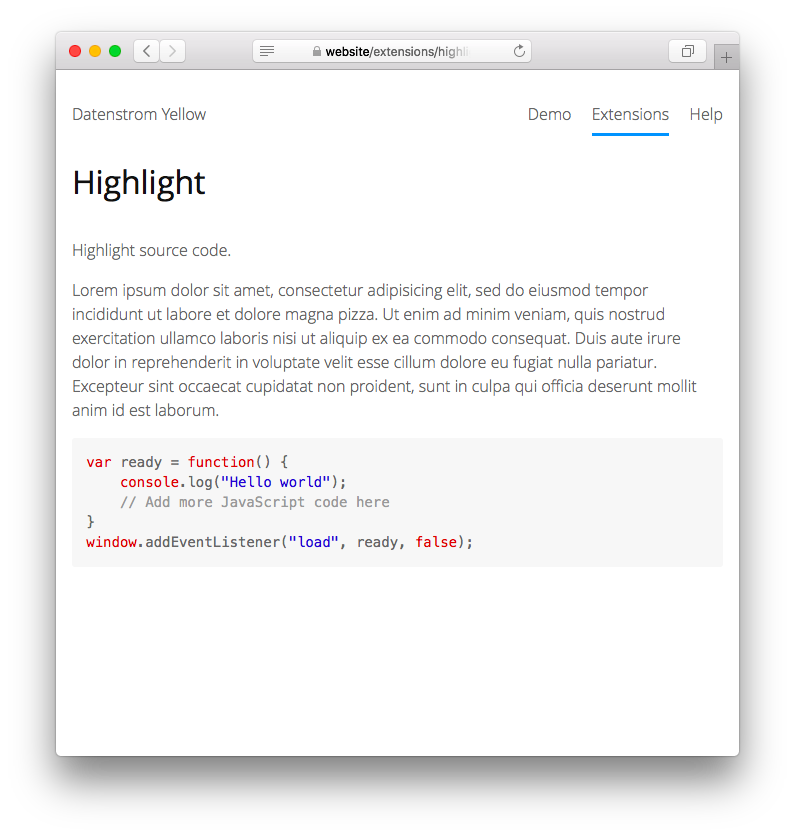 website/extensions/highli
Datenstrom Yellow Demo Extensions Help
Highlight
Highlight source code.
Lorem ipsum dolor sit amet, consectetur adipisicing elit, sed do eiusmod tempor
incididunt ut labore et dolore magna pizza. Ut enim ad minim veniam, quis nostrud
exercitation ullamco laboris nisi ut aliquip ex ea commodo consequat. Duis aute irure
dolor in reprehenderit in voluptate velit esse cillum dolore eu fugiat nulla pariatur.
Excepteur sint occaecat cupidatat non proident, sunt in culpa qui officia deserunt mollit
anim id est laborum.
var ready = function() {
    console.log("Hello world");
    // Add more JavaScript code here
}
window.addEventListener("load", ready, false);